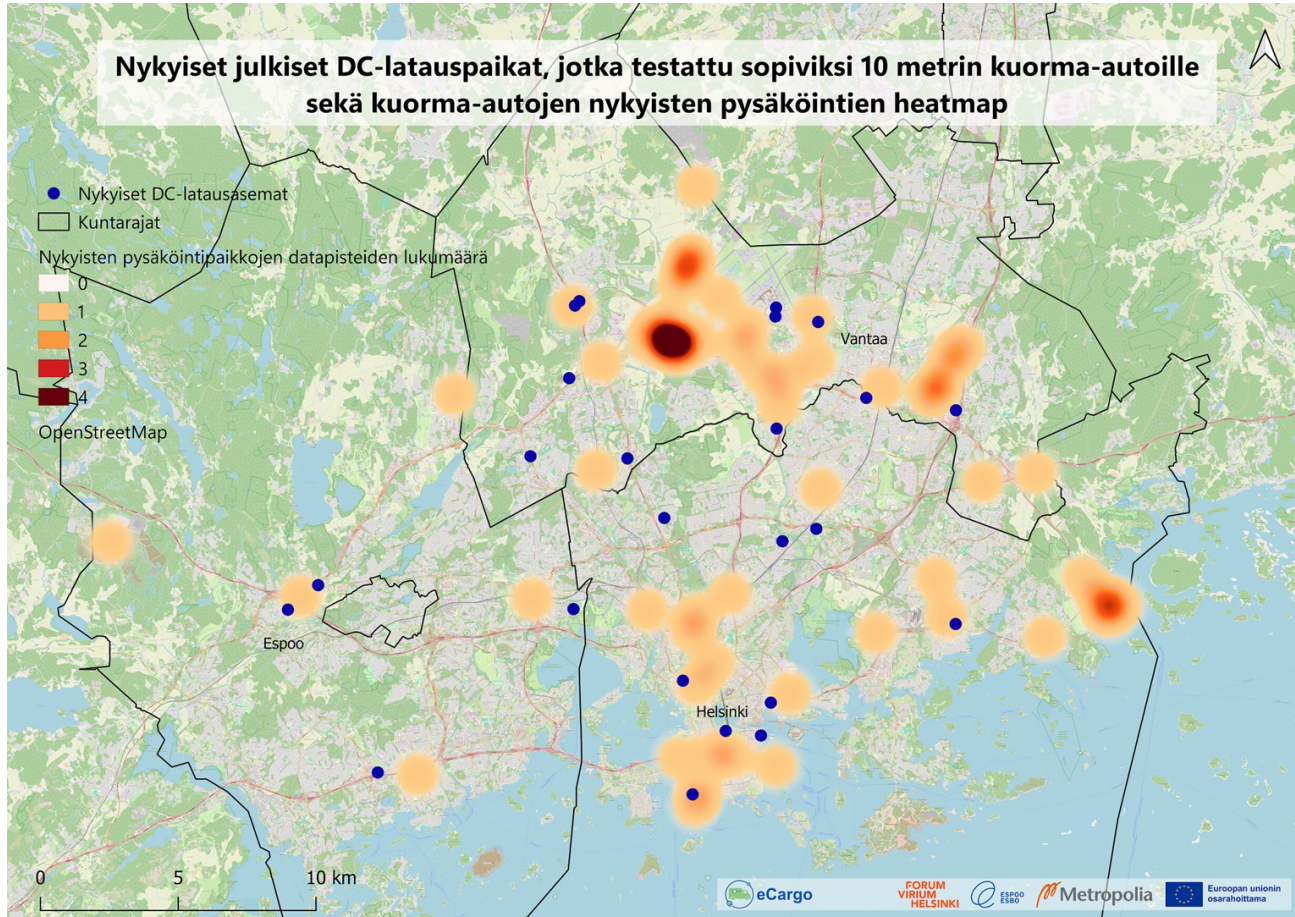 Nykyiset julkiset DC-latauspaikat, jotka testattu sopiviksi 10 metrin kuorma-autoille
sekä kuorma-autojen nykyisten pysäköintien heatmap
Nykyiset DC-latausasemat
Kuntarajat
Nykyisten pysäköintipaikkojen datapisteiden lukumäärä
0
1
2
3
4
OpenStreetMap
Vantaa
Espoo
Helsinki
0 5 10 km
eCargo
FORUM
VIRIUM
HELSINKI
ESPOO
ESBO
Metropolia
Euroopan unionin
osarahoittama